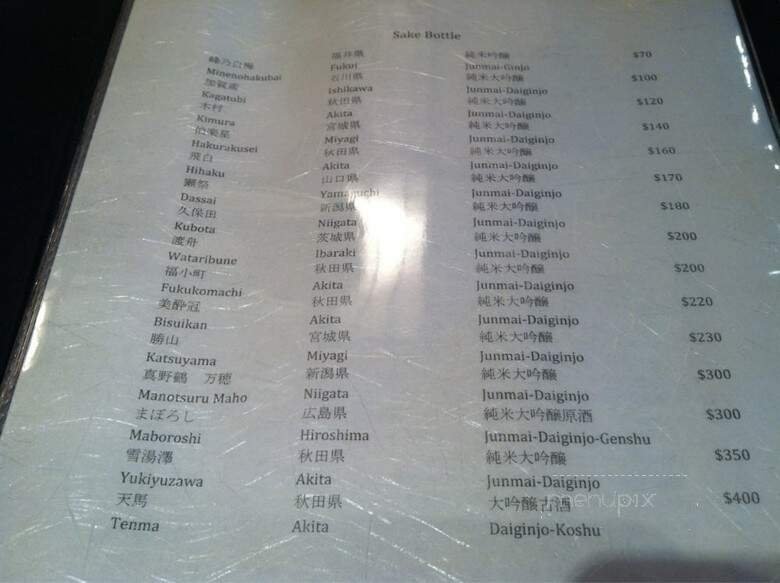 Sake Bottle
峰乃白梅 福井県 純米吟醸 $70
Minenohakubai Fukui Junmai-Ginjo
加賀鳶 石川県 純米大吟醸 $100
Kagatubi Ishikawa Junmai-Daiginjo
木村 秋田県 純米大吟醸 $120
Kimura Akita Junmai-Daiginjo
伯楽星 宮城県 純米大吟醸 $140
Hakurakusei Miyagi Junmai-Daiginjo
飛白 秋田県 純米大吟醸 $160
Hihaku Akita Junmai-Daiginjo
獺祭 山口県 純米大吟醸 $170
Dassai Yamaguchi Junmai-Daiginjo
久保田 新潟県 純米大吟醸 $180
Kubota Niigata Junmai-Daiginjo
渡舟 茨城県 純米大吟醸 $200
Wataribune Ibaraki Junmai-Daiginjo
福小町 秋田県 純米大吟醸 $200
Fukukomachi Akita Junmai-Daiginjo
美酔冠 秋田県 純米大吟醸 $220
Bisuikan Akita Junmai-Daiginjo
勝山 宮城県 純米大吟醸 $230
Katsuyama Miyagi Junmai-Daiginjo
真野鶴 万穂 新潟県 純米大吟醸 $300
Manotsuru Maho Niigata Junmai-Daiginjo
まぼろし 広島県 純米大吟醸原酒 $300
Maboroshi Hiroshima Junmai-Daiginjo-Genshu
雪湯澤 秋田県 純米大吟醸 $350
Yukiyuzawa Akita Junmai-Daiginjo
天馬 秋田県 大吟醸古酒 $400
Tenma Akita Daiginjo-Koshu
menupix